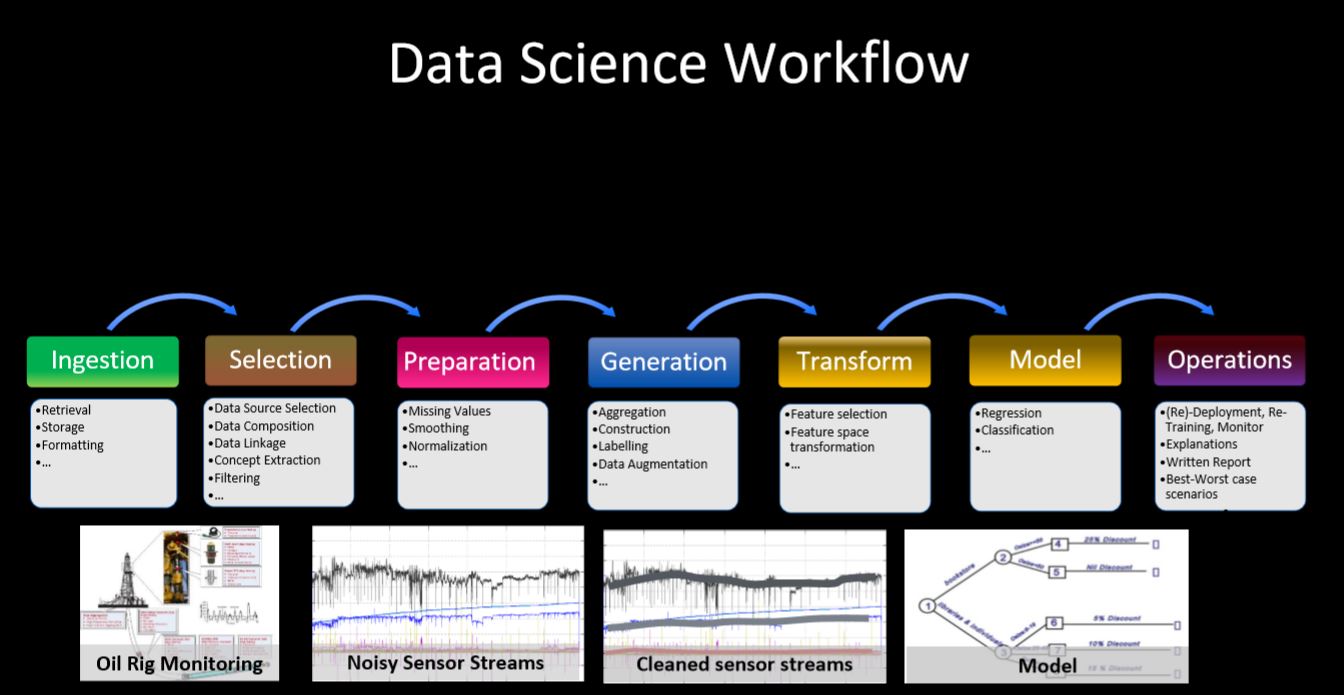 Data Science Workflow
Ingestion
•Retrieval
•Storage
•Formatting
•...
Selection
•Data Source Selection
•Data Composition
•Data Linkage
•Concept Extraction
•Filtering
•...
Preparation
•Missing Values
•Smoothing
•Normalization
•...
Generation
•Aggregation
•Construction
•Labelling
•Data Augmentation
•...
Transform
•Feature selection
•Feature space
transformation
•...
Model
•Regression
•Classification
•...
Operations
•(Re)-Deployment, Re-
Training, Monitor
•Explanations
•Written Report
•Best-Worst case
scenarios
Oil Rig Monitoring
Noisy Sensor Streams
Cleaned sensor streams
1
bookstore
libraries & individuals
2
3
4
25% Discount
5
Nil Discount
6
5% Discount
7
10% Discount
15 % Discount
Model